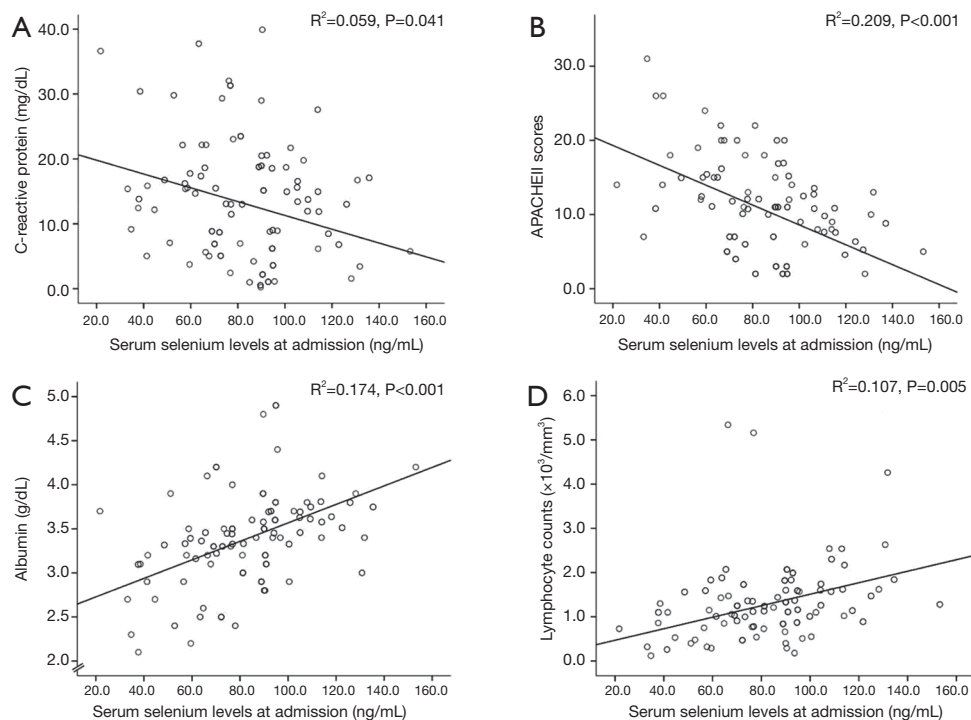 A
R²=0.059, P=0.041
C-reactive protein (mg/dL)
40.0
30.0
20.0
10.0
0.0
20.0 40.0 60.0 80.0 100.0 120.0 140.0 160.0
Serum selenium levels at admission (ng/mL)
B
R²=0.209, P<0.001
APACHEII scores
30.0
20.0
10.0
0.0
20.0 40.0 60.0 80.0 100.0 120.0 140.0 160.0
Serum selenium levels at admission (ng/mL)
C
R²=0.174, P<0.001
Albumin (g/dL)
5.0
4.5
4.0
3.5
3.0
2.5
2.0
20.0 40.0 60.0 80.0 100.0 120.0 140.0 160.0
Serum selenium levels at admission (ng/mL)
D
R²=0.107, P=0.005
Lymphocyte counts (×10³/mm³)
6.0
5.0
4.0
3.0
2.0
1.0
0.0
20.0 40.0 60.0 80.0 100.0 120.0 140.0 160.0
Serum selenium levels at admission (ng/mL)